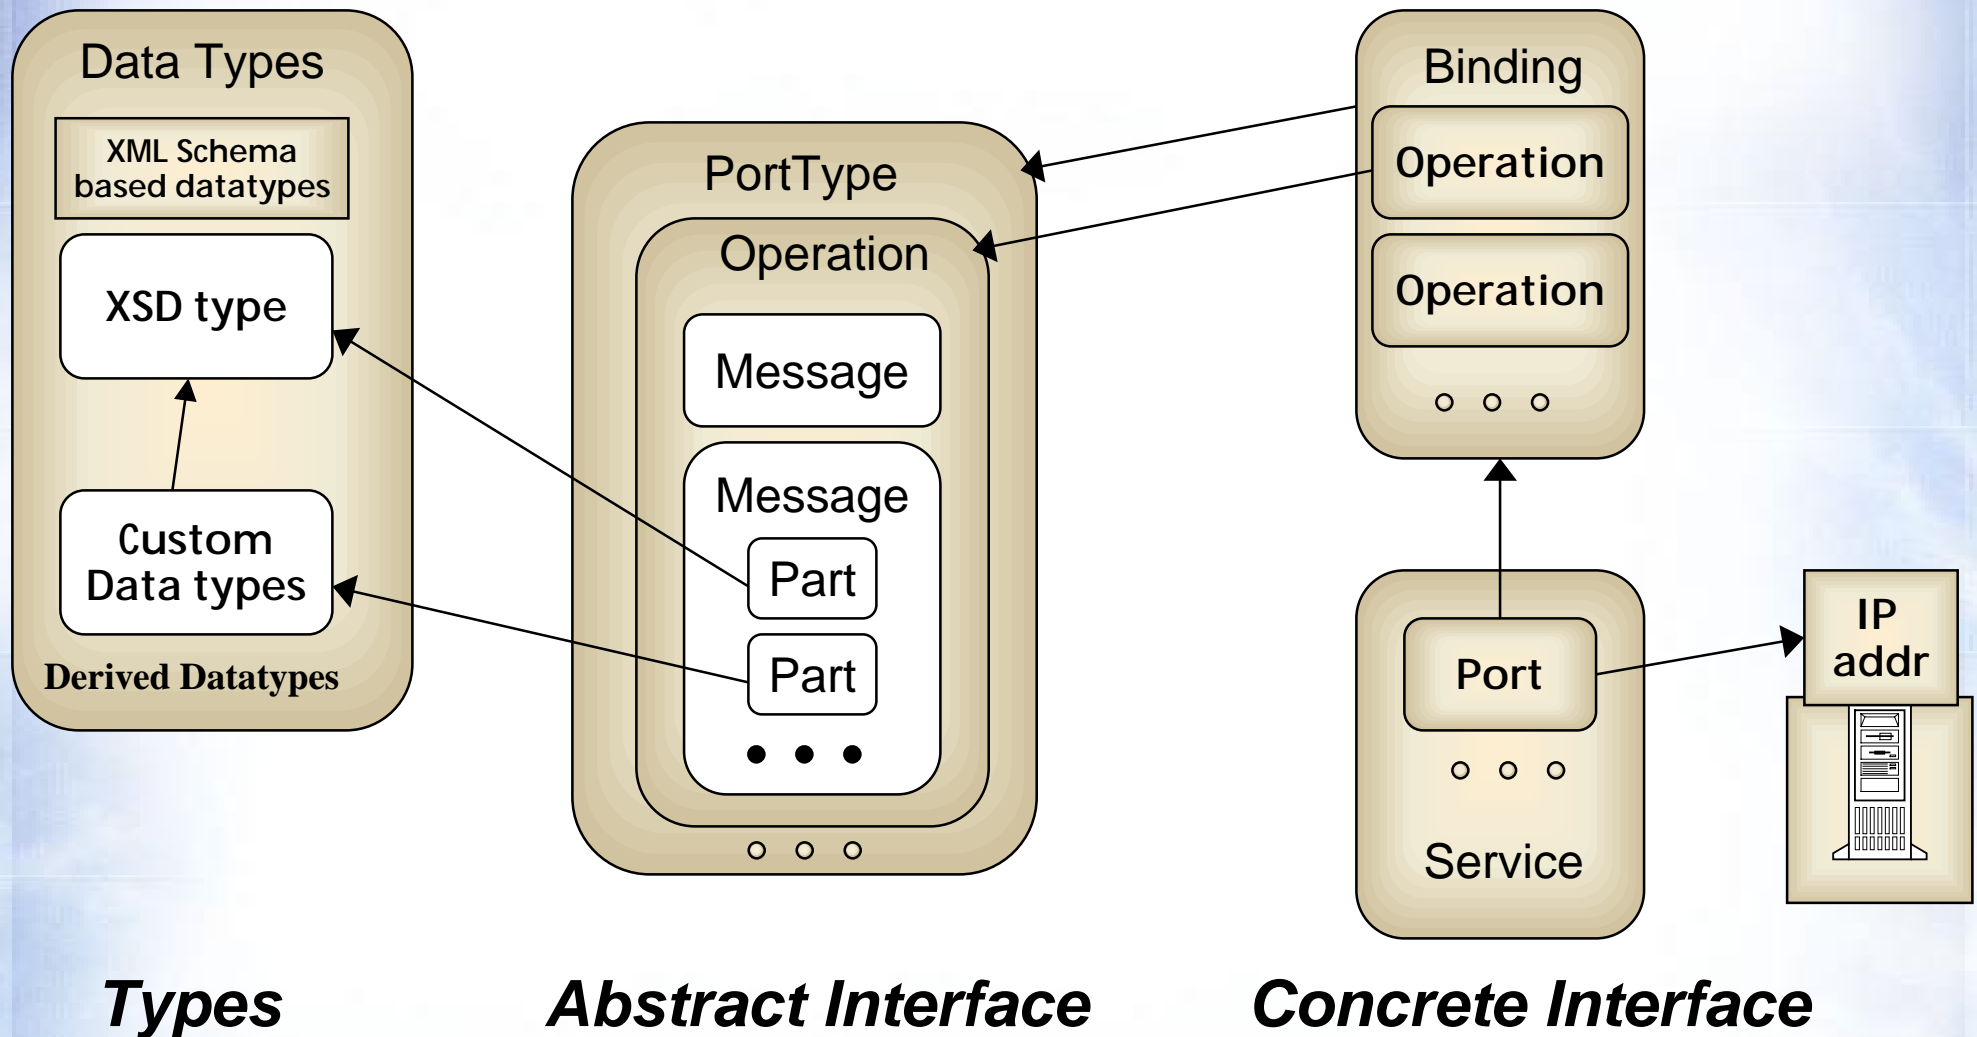 Data Types
XML Schema
based datatypes
XSD type
Custom
Data types
Derived Datatypes
PortType
Operation
Message
Message
Part
Part
Binding
Operation
Operation
Port
Service
IP
addr
Types
Abstract Interface
Concrete Interface